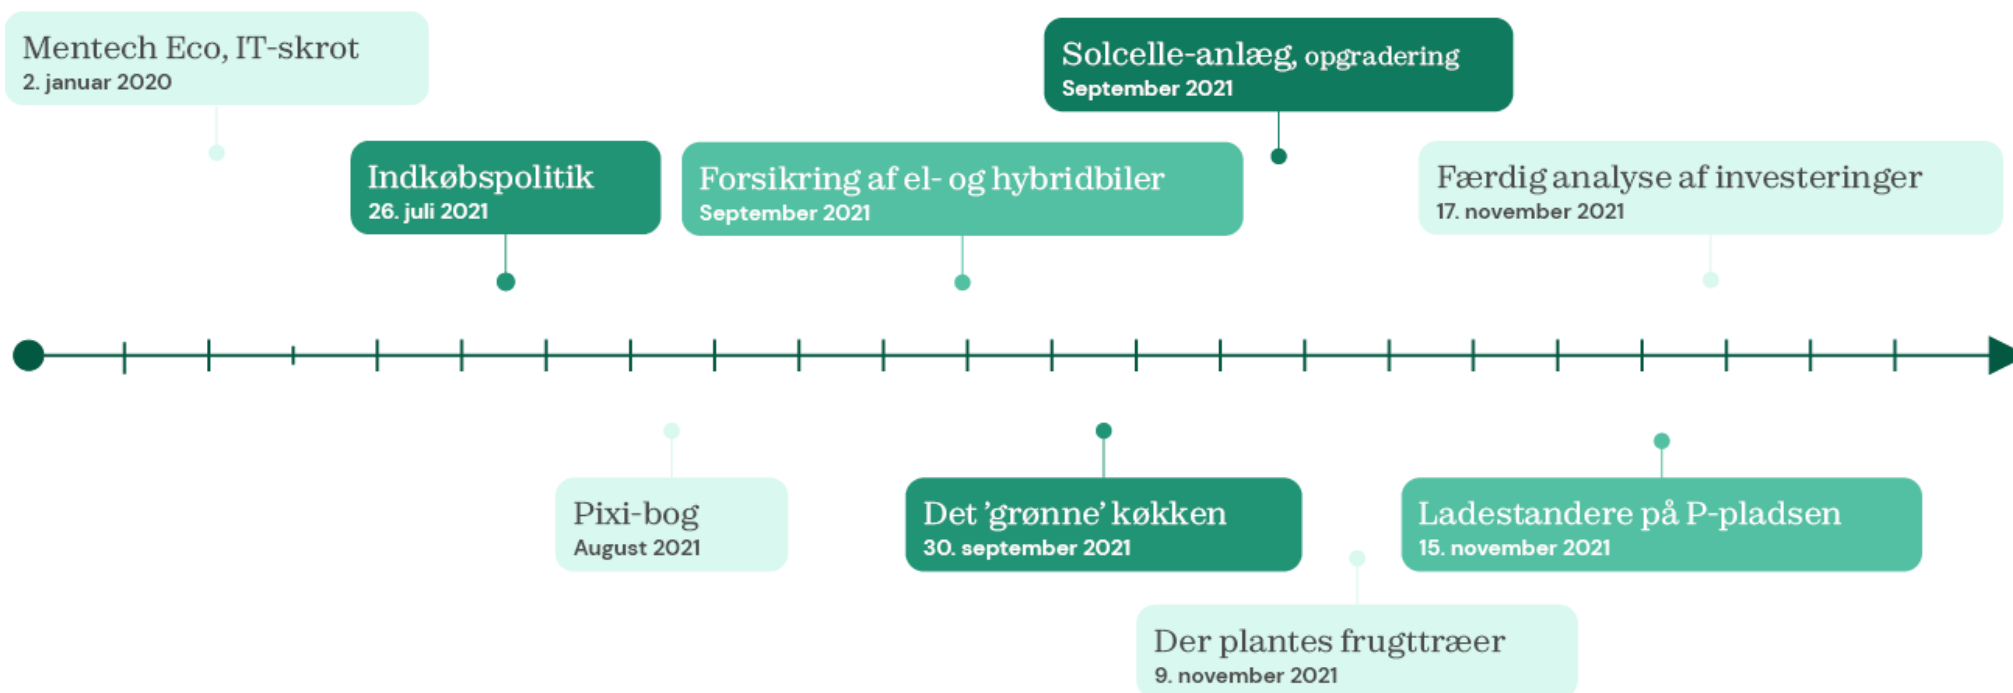 Mentech Eco, IT-skrot
2. januar 2020
Solcelle-anlæg, opgradering
September 2021
Indkøbspolitik
26. juli 2021
Forsikring af el- og hybridbiler
September 2021
Færdig analyse af investeringer
17. november 2021
Pixi-bog
August 2021
Det ’grønne’ køkken
30. september 2021
Ladestandere på P-pladsen
15. november 2021
Der plantes frugttræer
9. november 2021